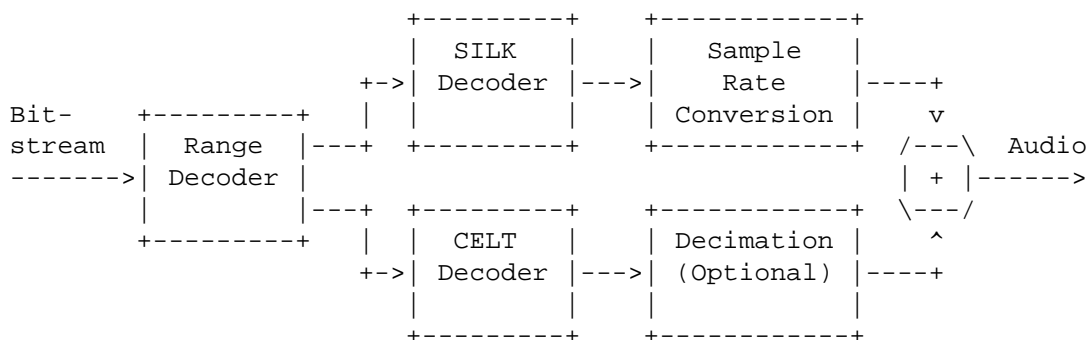 +---------+    +------------+
|  SILK   |    |   Sample   |
+->| Decoder |--->|    Rate    |----+
Bit-      +---------+   |  |         |    | Conversion |    v
stream    |  Range  |---+  +---------+    +------------+  /---\  Audio
------->| Decoder |                                     | + |------>
|         |---+  +---------+    +------------+  \---/
+---------+   |  |  CELT   |    | Decimation |    ^
+->| Decoder |--->| (Optional) |----+
|         |    |            |
+---------+    +------------+